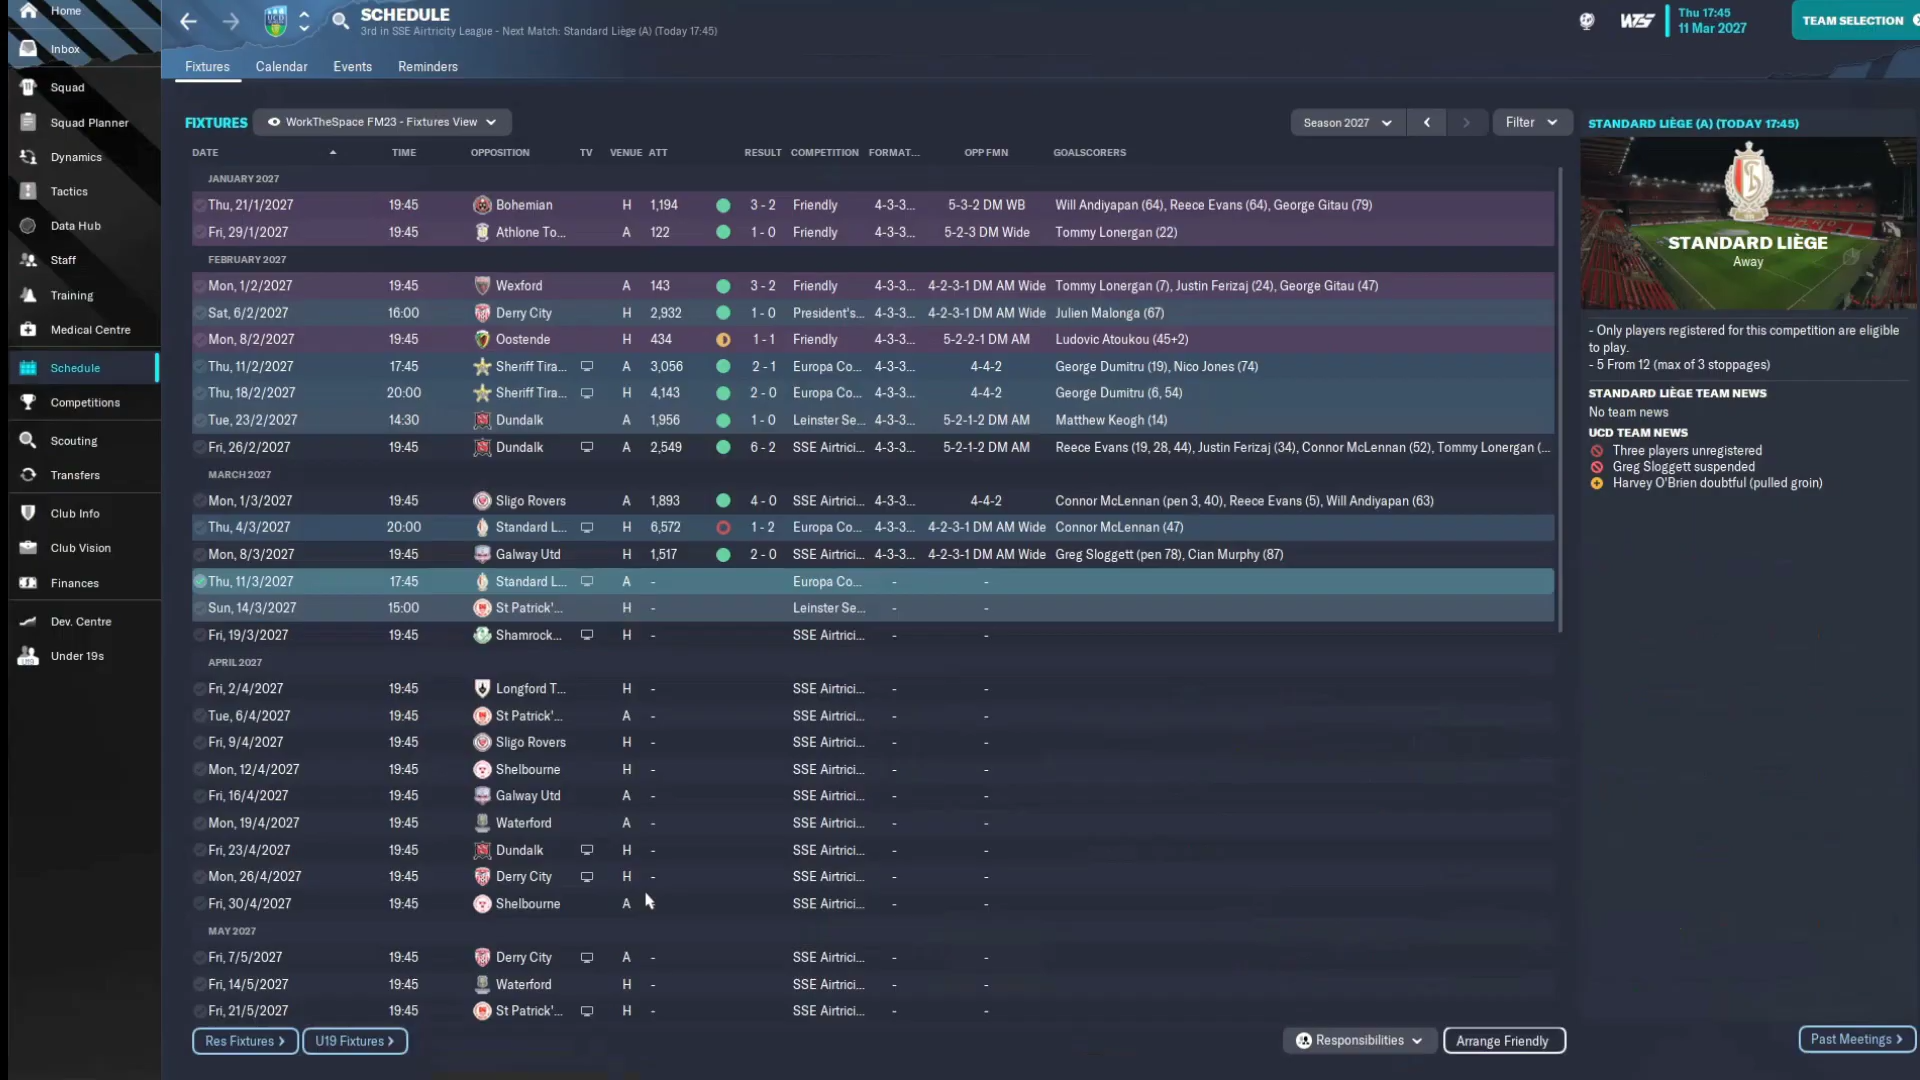 Home
Inbox
Squad
Squad Planner
Dynamics
Tactics
Data Hub
Staff
Training
Medical Centre
Schedule
Competitions
Scouting
Transfers
Club Info
Club Vision
Finances
Dev. Centre
Under 19s
SCHEDULE
3rd in SSE Airtricity League - Next Match: Standard Liège (A) (Today 17:45)
WTS
Thu 17:45
11 Mar 2027
TEAM SELECTION
Fixtures Calendar Events Reminders
FIXTURES WorkTheSpace FM23 - Fixtures View Season 2027 Filter
DATE TIME OPPOSITION TV VENUE ATT RESULT COMPETITION FORMAT... OPP FMN GOALSCORERS
JANUARY 2027
Thu, 21/1/2027 19:45 Bohemian H 1,194 3 - 2 Friendly 4-3-3... 5-3-2 DM WB Will Andiyapan (64), Reece Evans (64), George Gitau (79)
Fri, 29/1/2027 19:45 Athlone To... A 122 1 - 0 Friendly 4-3-3... 5-2-3 DM Wide Tommy Lonergan (22)
FEBRUARY 2027
Mon, 1/2/2027 19:45 Wexford A 143 3 - 2 Friendly 4-3-3... 4-2-3-1 DM AM Wide Tommy Lonergan (7), Justin Ferizaj (24), George Gitau (47)
Sat, 6/2/2027 16:00 Derry City H 2,932 1 - 0 President's... 4-3-3... 4-2-3-1 DM AM Wide Julien Malonga (67)
Mon, 8/2/2027 19:45 Oostende H 434 1 - 1 Friendly 4-3-3... 5-2-2-1 DM AM Ludovic Atoukou (45+2)
Thu, 11/2/2027 17:45 Sheriff Tira... A 3,056 2 - 1 Europa Co... 4-3-3... 4-4-2 George Dumitru (19), Nico Jones (74)
Thu, 18/2/2027 20:00 Sheriff Tira... H 4,143 2 - 0 Europa Co... 4-3-3... 4-4-2 George Dumitru (6, 54)
Tue, 23/2/2027 14:30 Dundalk A 1,956 1 - 0 Leinster Se... 4-3-3... 5-2-1-2 DM AM Matthew Keogh (14)
Fri, 26/2/2027 19:45 Dundalk A 2,549 6 - 2 SSE Airtrici... 4-3-3... 5-2-1-2 DM AM Reece Evans (19, 28, 44), Justin Ferizaj (34), Connor McLennan (52), Tommy Lonergan (...
MARCH 2027
Mon, 1/3/2027 19:45 Sligo Rovers A 1,893 4 - 0 SSE Airtrici... 4-3-3... 4-4-2 Connor McLennan (pen 3, 40), Reece Evans (5), Will Andiyapan (63)
Thu, 4/3/2027 20:00 Standard L... H 6,572 1 - 2 Europa Co... 4-3-3... 4-2-3-1 DM AM Wide Connor McLennan (47)
Mon, 8/3/2027 19:45 Galway Utd H 1,517 2 - 0 SSE Airtrici... 4-3-3... 4-2-3-1 DM AM Wide Greg Sloggett (pen 78), Cian Murphy (87)
Thu, 11/3/2027 17:45 Standard L... A - Europa Co... - -
Sun, 14/3/2027 15:00 St Patrick'... H - Leinster Se... - -
Fri, 19/3/2027 19:45 Shamrock... H - SSE Airtrici... - -
APRIL 2027
Fri, 2/4/2027 19:45 Longford T... H - SSE Airtrici... - -
Tue, 6/4/2027 19:45 St Patrick'... A - SSE Airtrici... - -
Fri, 9/4/2027 19:45 Sligo Rovers H - SSE Airtrici... - -
Mon, 12/4/2027 19:45 Shelbourne H - SSE Airtrici... - -
Fri, 16/4/2027 19:45 Galway Utd A - SSE Airtrici... - -
Mon, 19/4/2027 19:45 Waterford A - SSE Airtrici... - -
Fri, 23/4/2027 19:45 Dundalk H - SSE Airtrici... - -
Mon, 26/4/2027 19:45 Derry City H - SSE Airtrici... - -
Fri, 30/4/2027 19:45 Shelbourne A SSE Airtrici... - -
MAY 2027
Fri, 7/5/2027 19:45 Derry City A - SSE Airtrici... - -
Fri, 14/5/2027 19:45 Waterford H - SSE Airtrici... - -
Fri, 21/5/2027 19:45 St Patrick'... H - SSE Airtrici... - -
Res Fixtures > U19 Fixtures > Responsibilities Arrange Friendly
STANDARD LIÈGE (A) (TODAY 17:45)
STANDARD LIÈGE
Away
- Only players registered for this competition are eligible
to play.
- 5 From 12 (max of 3 stoppages)
STANDARD LIÈGE TEAM NEWS
No team news
UCD TEAM NEWS
Three players unregistered
Greg Sloggett suspended
Harvey O'Brien doubtful (pulled groin)
Past Meetings >